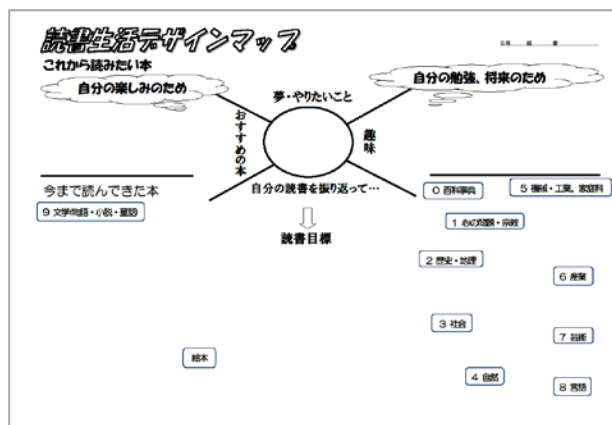 読書生活デザインマップ
これから読みたい本
自分の楽しみのため
自分の勉強、将来のため
夢・やりたいこと
おすすめの本
趣味
今まで読んできた本
自分の読書を振り返って…
読書目標
9 文学・物語・小説・童話
0 百科事典
5 機械・工業、家庭科
1 心の問題・宗教
2 歴史・地理
6 産業
3 社会
7 芸術
絵本
4 自然
8 言語